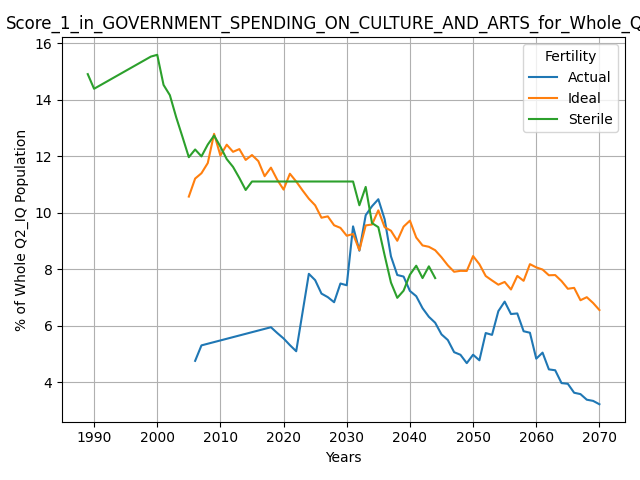 Score_1_in_GOVERNMENT_SPENDING_ON_CULTURE_AND_ARTS_for_Whole_Q
Fertility
Actual
Ideal
Sterile
% of Whole Q2_IQ Population
16
14
12
10
8
6
4
1990 2000 2010 2020 2030 2040 2050 2060 2070
Years